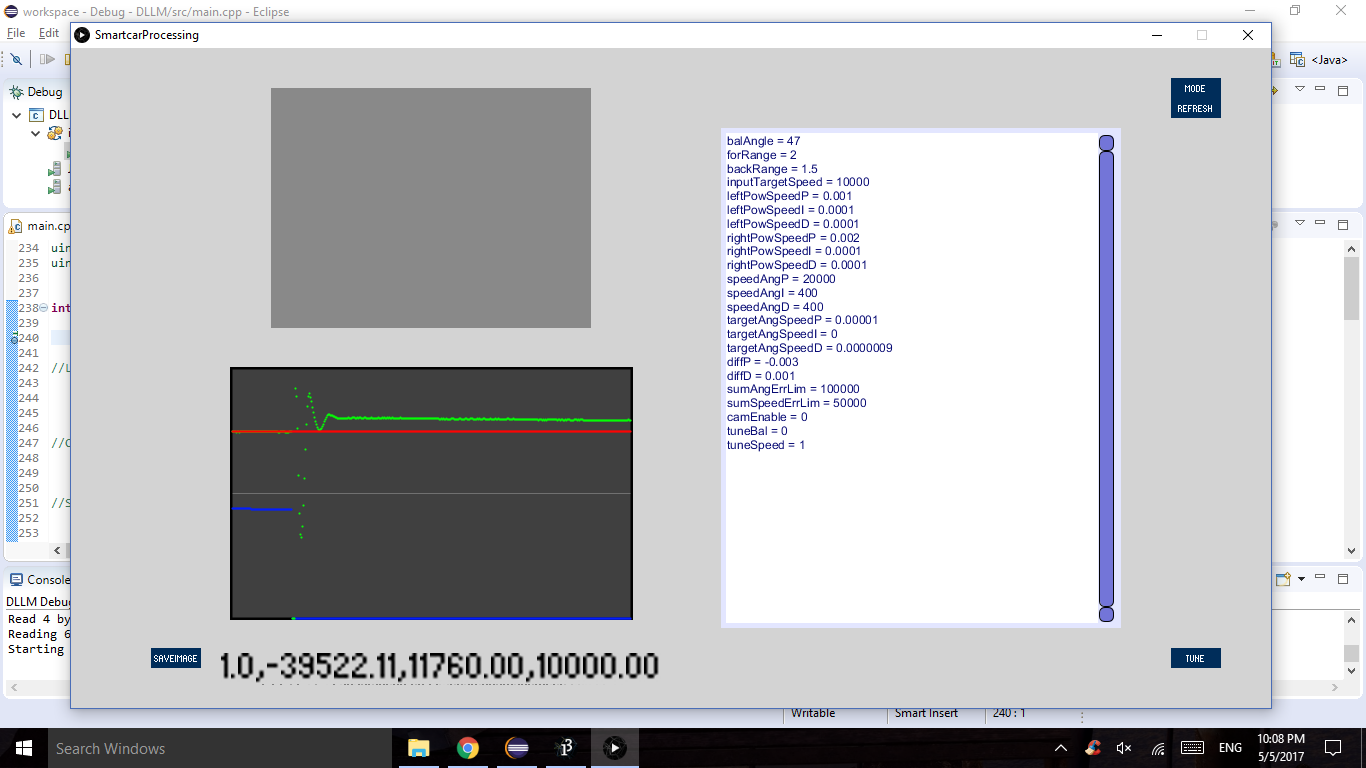 workspace - Debug - DLLM/src/main.cpp - Eclipse
File Edit
SmartcarProcessing
<Java>
Debug
DLL
main.cp
234 uin
235 uin
236
237
238 int
239
240
241
242 //L
243
244
245
246
247 //C
248
249
250
251 //S
252
253
MODE
REFRESH
balAngle = 47
forRange = 2
backRange = 1.5
inputTargetSpeed = 10000
leftPowSpeedP = 0.001
leftPowSpeedI = 0.0001
leftPowSpeedD = 0.0001
rightPowSpeedP = 0.002
rightPowSpeedI = 0.0001
rightPowSpeedD = 0.0001
speedAngP = 20000
speedAngI = 400
speedAngD = 400
targetAngSpeedP = 0.00001
targetAngSpeedI = 0
targetAngSpeedD = 0.0000009
diffP = -0.003
diffD = 0.001
sumAngErrLim = 100000
sumSpeedErrLim = 50000
camEnable = 0
tuneBal = 0
tuneSpeed = 1
Console
DLLM Debu
Read 4 by
Reading 6
Starting
SAVEIMAGE
1.0,-39522.11,11760.00,10000.00
TUNE
Writable
Smart Insert
240 : 1
Search Windows
ENG
10:08 PM
5/5/2017